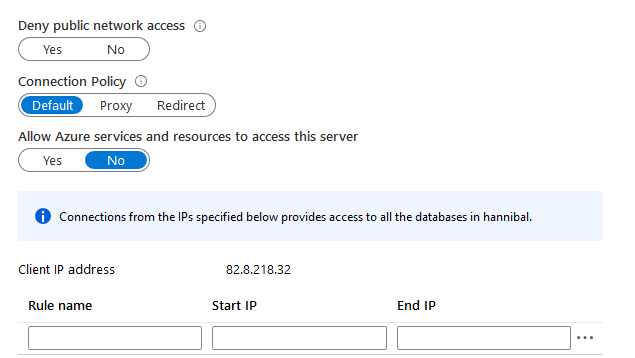 Deny public network access
Yes No
Connection Policy
Default Proxy Redirect
Allow Azure services and resources to access this server
Yes No
Connections from the IPs specified below provides access to all the databases in hannibal.
Client IP address 82.8.218.32
Rule name Start IP End IP